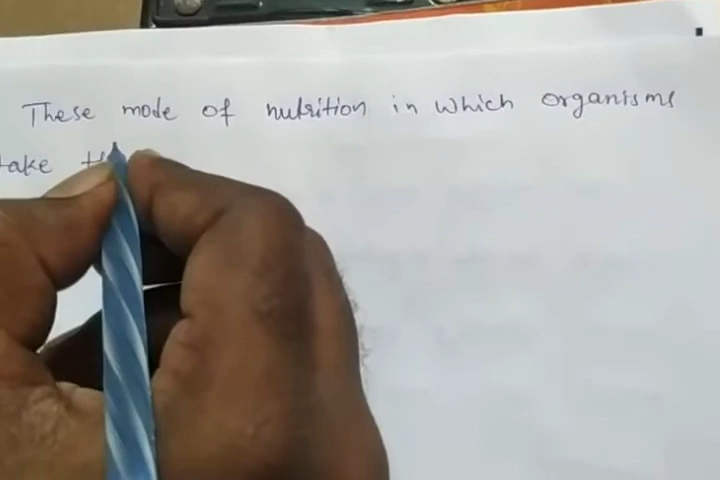 These mode of nutrition in which organisms
take